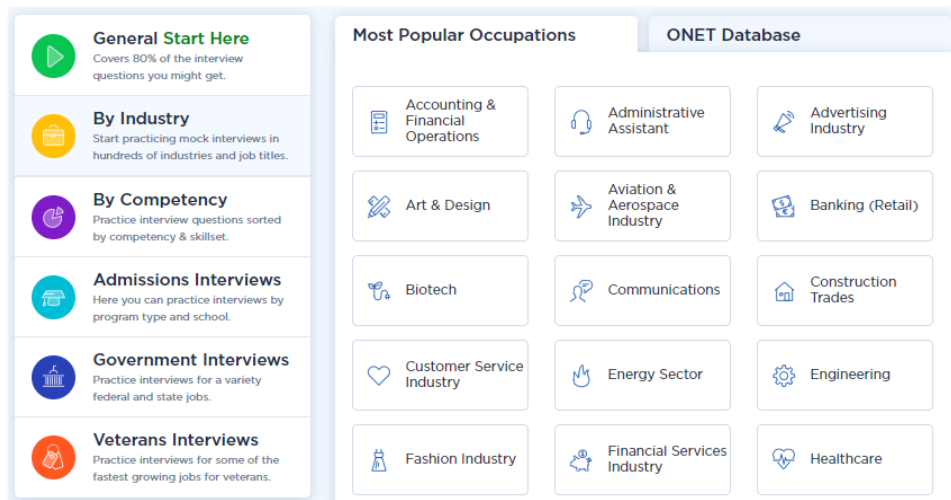 General Start Here
Covers 80% of the interview
questions you might get.
By Industry
Start practicing mock interviews in
hundreds of industries and job titles.
By Competency
Practice interview questions sorted
by competency & skillset.
Admissions Interviews
Here you can practice interviews by
program type and school.
Government Interviews
Practice interviews for a variety
federal and state jobs.
Veterans Interviews
Practice interviews for some of the
fastest growing jobs for veterans.
Most Popular Occupations
ONET Database
Accounting &
Financial
Operations
Administrative
Assistant
Advertising
Industry
Art & Design
Aviation &
Aerospace
Industry
Banking (Retail)
Biotech
Communications
Construction
Trades
Customer Service
Industry
Energy Sector
Engineering
Fashion Industry
Financial Services
Industry
Healthcare